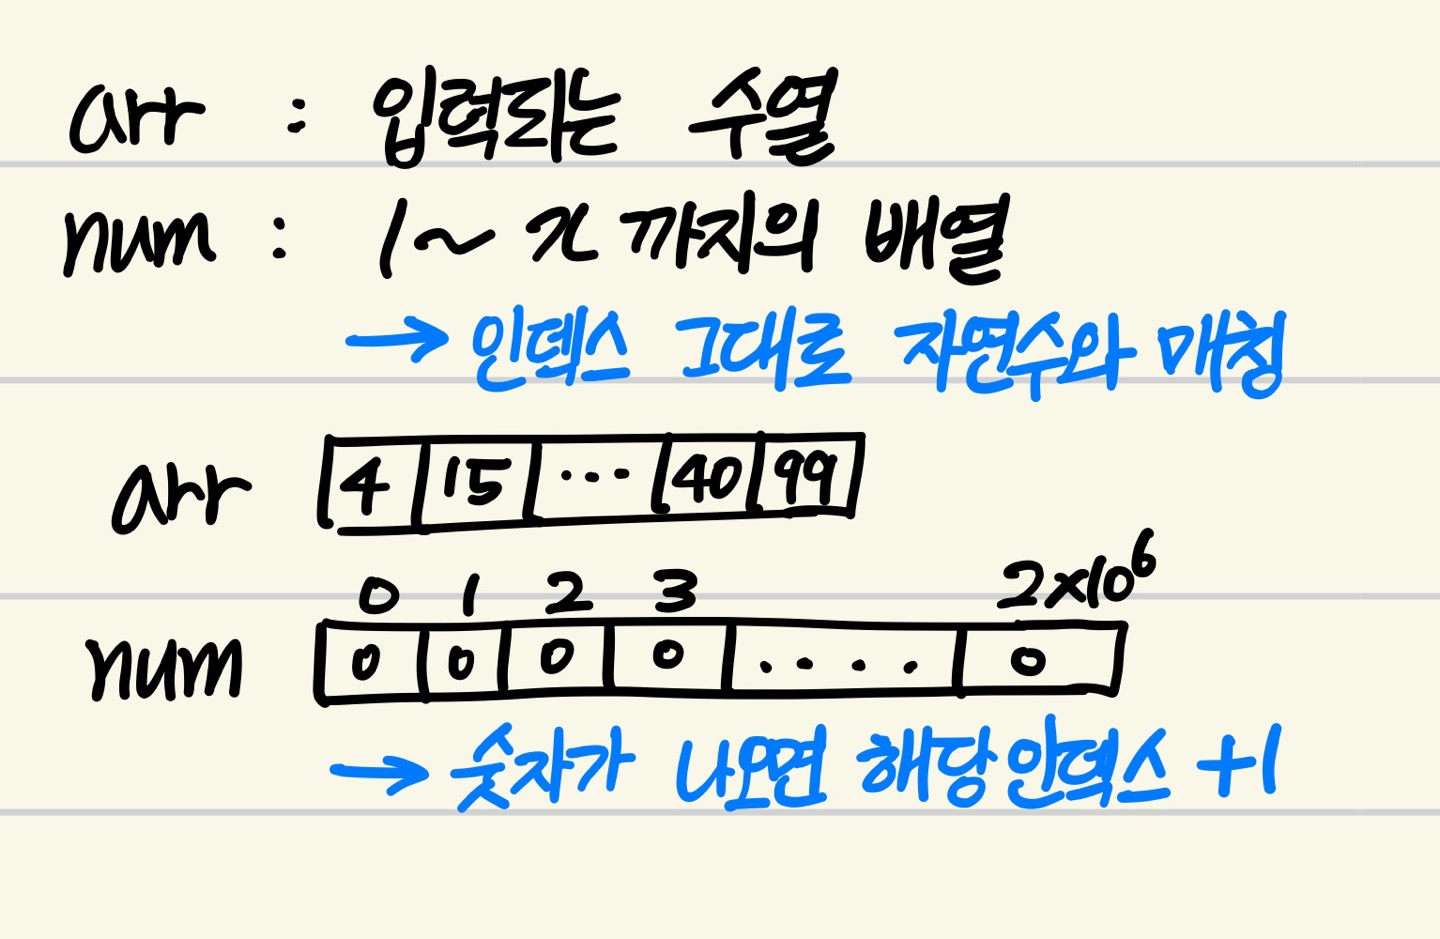 arr : 입력되는 수열
num : 1~x까지의 배열
→ 인덱스 그대로 자연수와 매칭
arr 4 15 ... 40 99
0 1 2 3 2×10⁶
num 0 0 0 0 .... 0
→ 숫자가 나오면 해당 인덱스 +1